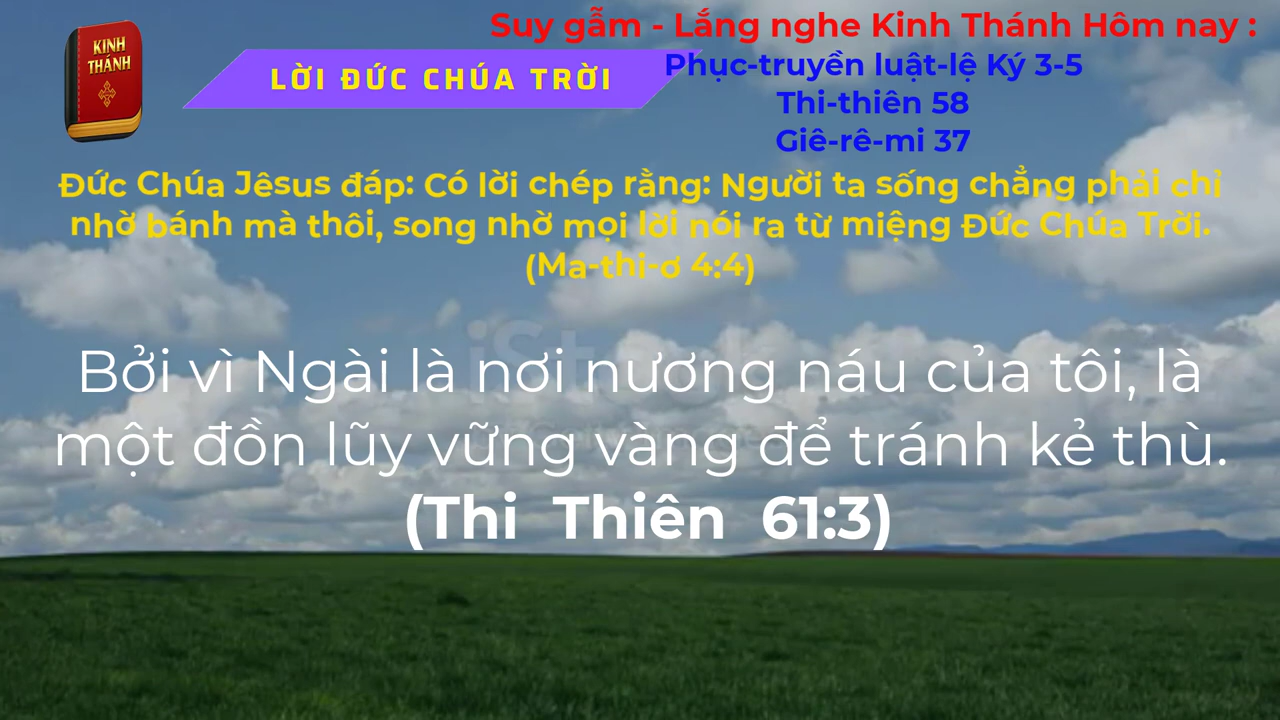 Suy gẫm - Lắng nghe Kinh Thánh Hôm nay :
KINH
THÁNH
LỜI ĐỨC CHÚA TRỜI
Phục-truyền luật-lệ Ký 3-5
Thi-thiên 58
Giê-rê-mi 37
Đức Chúa Jêsus đáp: Có lời chép rằng: Người ta sống chẳng phải chỉ
nhờ bánh mà thôi, song nhờ mọi lời nói ra từ miệng Đức Chúa Trời.
(Ma-thi-ơ 4:4)
Bởi vì Ngài là nơi nương náu của tôi, là
một đồn lũy vững vàng để tránh kẻ thù.
(Thi Thiên 61:3)